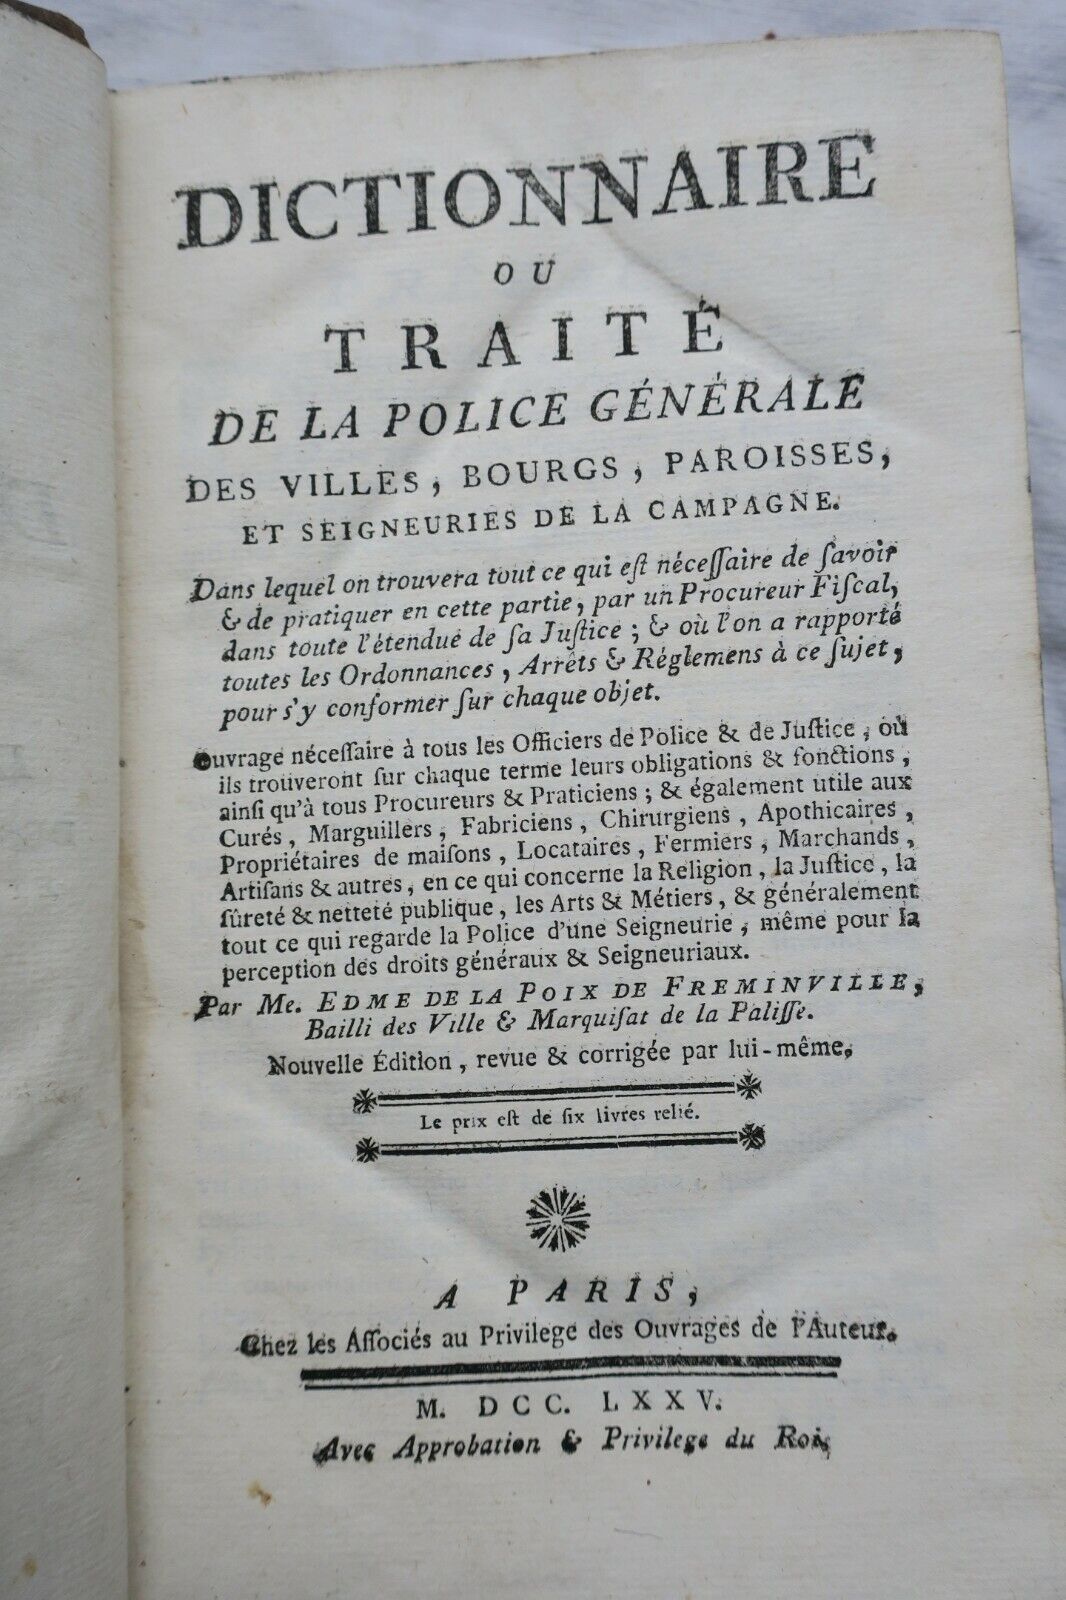 DICTIONNAIRE
OU
TRAITÉ
DE LA POLICE GÉNÉRALE
DES VILLES, BOURGS, PAROISSES,
ET SEIGNEURIES DE LA CAMPAGNE.
Dans lequel on trouvera tout ce qui eſt néceſſaire de ſavoir
& de pratiquer en cette partie, par un Procureur Fiſcal,
dans toute l'étendue de ſa Juſtice ; & où l'on a rapporté
toutes les Ordonnances, Arrêts & Réglemens à ce ſujet,
pour s'y conformer ſur chaque objet.
Ouvrage néceſſaire à tous les Officiers de Police & de Juſtice, où
ils trouveront ſur chaque terme leurs obligations & fonctions,
ainſi qu'à tous Procureurs & Praticiens ; & également utile aux
Curés, Marguillers, Fabriciens, Chirurgiens, Apothicaires,
Propriétaires de maiſons, Locataires, Fermiers, Marchands,
Artiſans & autres, en ce qui concerne la Religion, la Juſtice, la
ſûreté & netteté publique, les Arts & Métiers, & généralement
tout ce qui regarde la Police d'une Seigneurie, même pour la
perception des droits généraux & Seigneuriaux.
Par Me. EDME DE LA POIX DE FREMINVILLE,
Bailli des Ville & Marquiſat de la Paliſſe.
Nouvelle Édition, revue & corrigée par lui-même.
Le prix eſt de ſix livres relié.
A PARIS,
Chez les Aſſociés au Privilege des Ouvrages de l'Auteur.
M. DCC. LXXV.
Avec Approbation & Privilege du Roi.